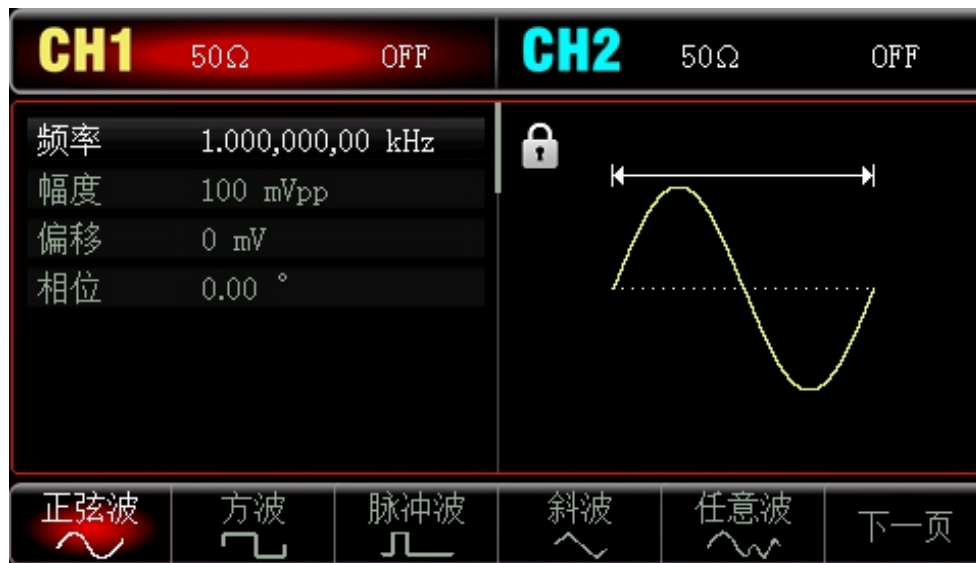 CH1 50Ω OFF CH2 50Ω OFF
频率 1.000,000,00 kHz
幅度 100 mVpp
偏移 0 mV
相位 0.00 °
正弦波 方波 脉冲波 斜波 任意波 下一页